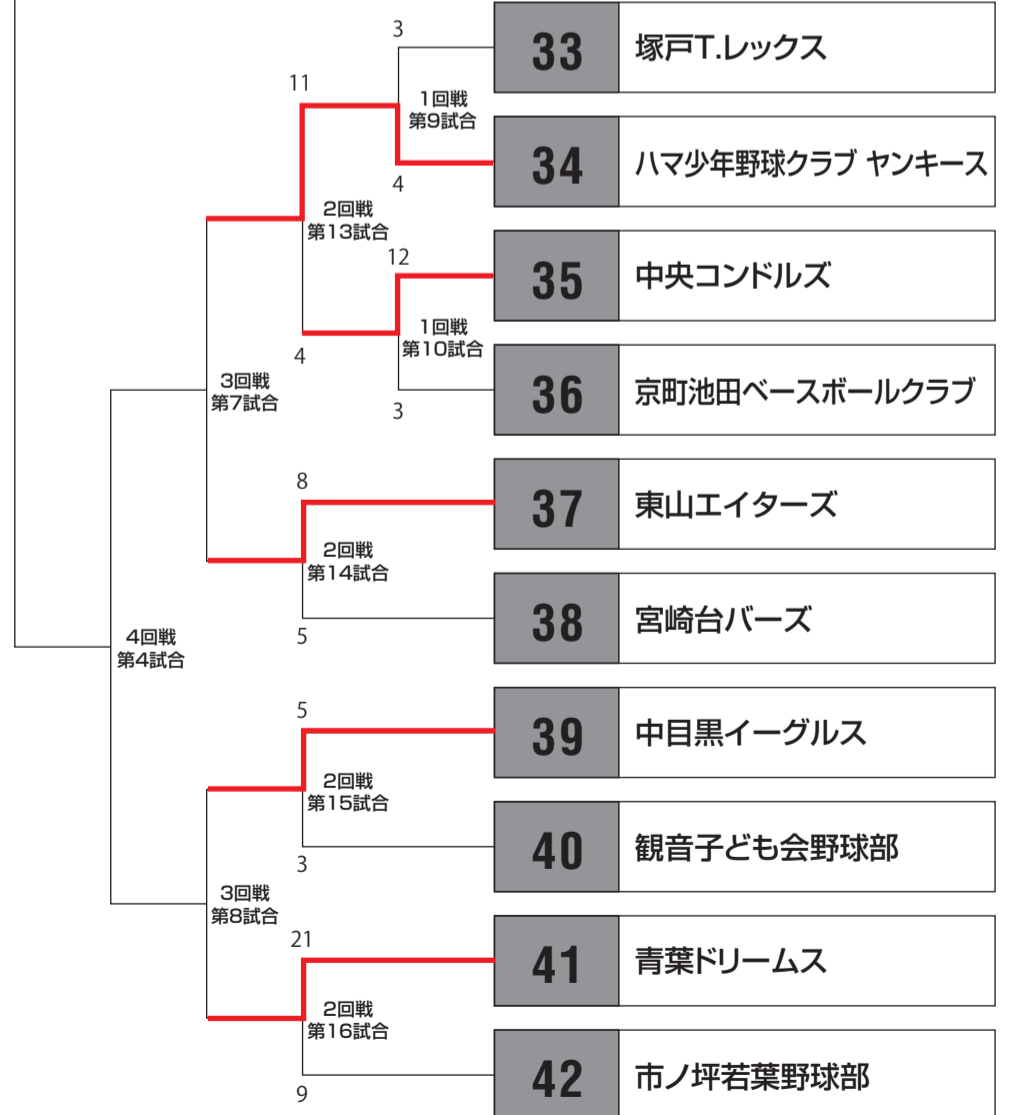 3
33
塚戸T.レックス
11
1回戦
第9試合
34
ハマ少年野球クラブ ヤンキース
4
2回戦
第13試合
12
35
中央コンドルズ
1回戦
第10試合
4
3回戦
第7試合
36
京町池田ベースボールクラブ
3
8
37
東山エイターズ
2回戦
第14試合
38
宮崎台バーズ
5
4回戦
第4試合
5
39
中目黒イーグルス
2回戦
第15試合
40
観音子ども会野球部
3
3回戦
第8試合
21
41
青葉ドリームス
2回戦
第16試合
42
市ノ坪若葉野球部
9